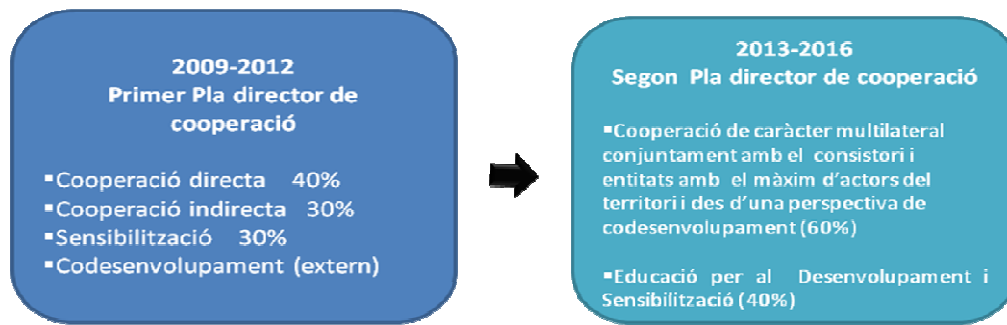 2009-2012
Primer Pla director de
cooperació
▪Cooperació directa 40%
▪Cooperació indirecta 30%
▪Sensibilització 30%
▪Codesenvolupament (extern)
2013-2016
Segon Pla director de cooperació
▪Cooperació de caràcter multilateral
conjuntament amb el consistori i
entitats amb el màxim d'actors del
territori i des d'una perspectiva de
codesenvolupament (60%)
▪Educació per al Desenvolupament i
Sensibilització (40%)